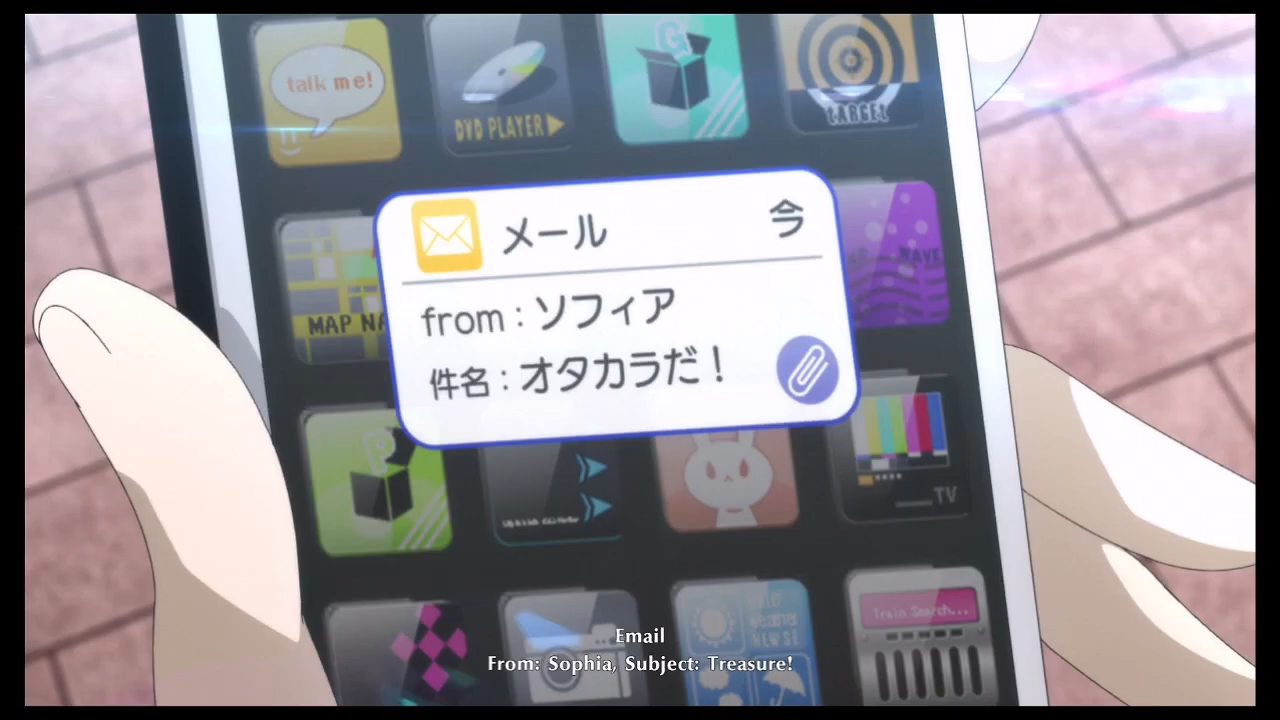 talk me!
DVD PLAYER
G
TARGET
メール 今
from：ソフィア
件名：オタカラだ！
MAP NA
WAVE
P
TV
Train Search...
NEWS!
Email
From: Sophia, Subject: Treasure!